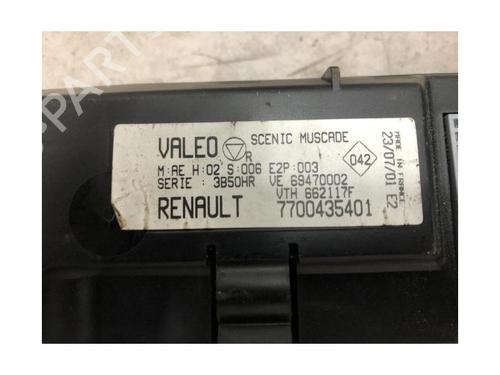 VALEO R SCENIC MUSCADE
M:AE H:02 S:006 E2P:003
042
SERIE : 3B50HR VE 69470002
VTH 662117F
RENAULT 7700435401
MADE IN FRANCE
23/07/01 E2
B-PARTS